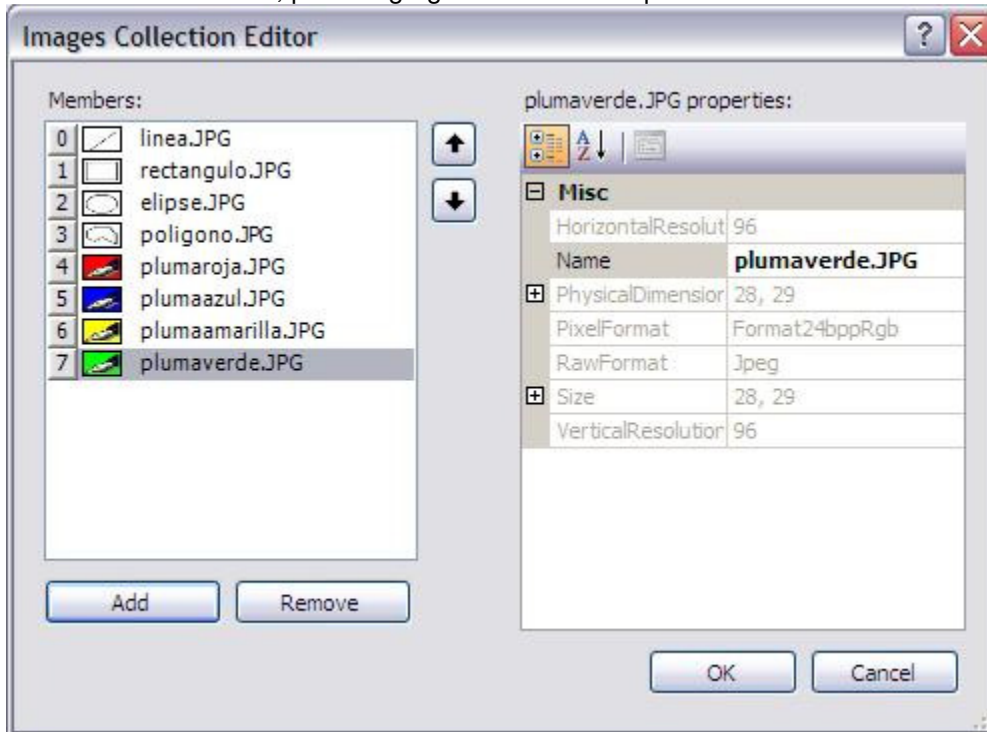 Images Collection Editor
?
Members:
0 linea.JPG
1 rectangulo.JPG
2 elipse.JPG
3 poligono.JPG
4 plumaroja.JPG
5 plumaazul.JPG
6 plumaamarilla.JPG
7 plumaverde.JPG
Add
Remove
plumaverde.JPG properties:
A
Z
Misc
HorizontalResolut 96
Name plumaverde.JPG
PhysicalDimension 28, 29
PixelFormat Format24bppRgb
RawFormat Jpeg
Size 28, 29
VerticalResolution 96
OK
Cancel